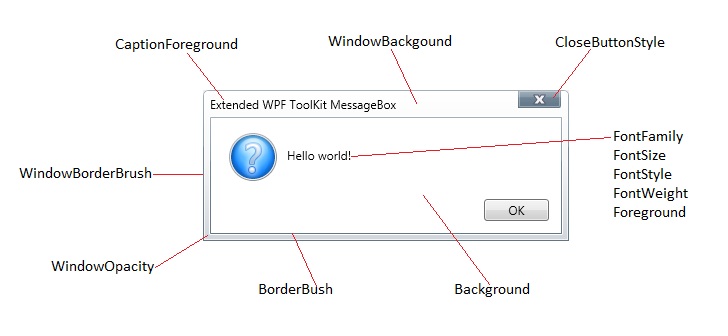 CaptionForeground
WindowBackgound
CloseButtonStyle
Extended WPF ToolKit MessageBox
Hello world!
OK
FontFamily
FontSize
FontStyle
FontWeight
Foreground
WindowBorderBrush
WindowOpacity
BorderBush
Background